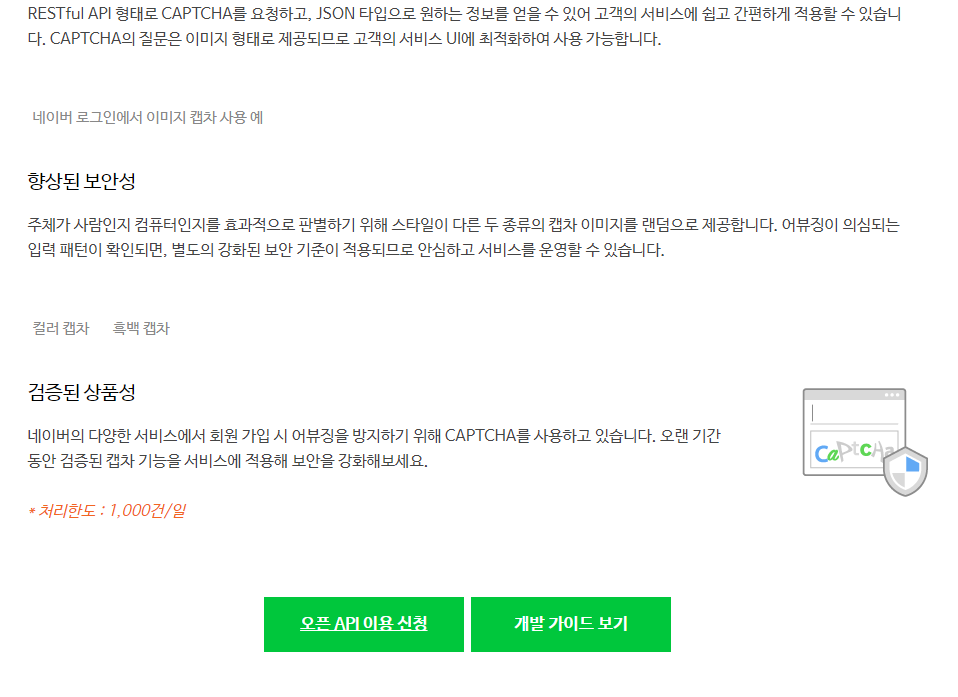 RESTful API 형태로 CAPTCHA를 요청하고, JSON 타입으로 원하는 정보를 얻을 수 있어 고객의 서비스에 쉽고 간편하게 적용할 수 있습니
다. CAPTCHA의 질문은 이미지 형태로 제공되므로 고객의 서비스 UI에 최적화하여 사용 가능합니다.
네이버 로그인에서 이미지 캡차 사용 예
향상된 보안성
주체가 사람인지 컴퓨터인지를 효과적으로 판별하기 위해 스타일이 다른 두 종류의 캡차 이미지를 랜덤으로 제공합니다. 어뷰징이 의심되는
입력 패턴이 확인되면, 별도의 강화된 보안 기준이 적용되므로 안심하고 서비스를 운영할 수 있습니다.
컬러 캡차 흑백 캡차
검증된 상품성
네이버의 다양한 서비스에서 회원 가입 시 어뷰징을 방지하기 위해 CAPTCHA를 사용하고 있습니다. 오랜 기간
동안 검증된 캡차 기능을 서비스에 적용해 보안을 강화해보세요.
CaPtcHa
* 처리한도 : 1,000건/일
오픈 API 이용 신청 개발 가이드 보기